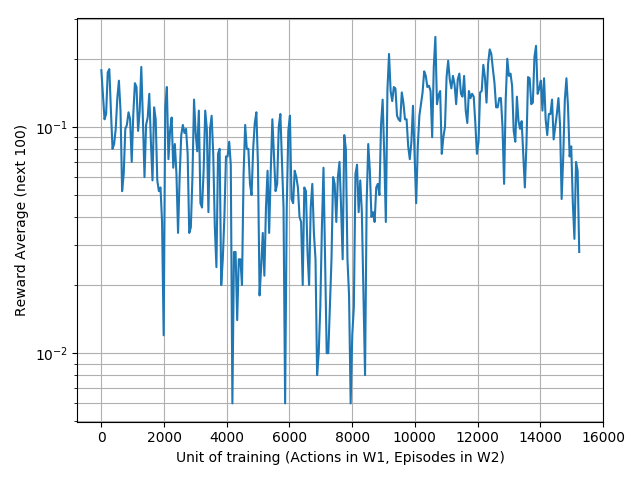 Reward Average (next 100)
10⁻¹
10⁻²
0 2000 4000 6000 8000 10000 12000 14000 16000
Unit of training (Actions in W1, Episodes in W2)